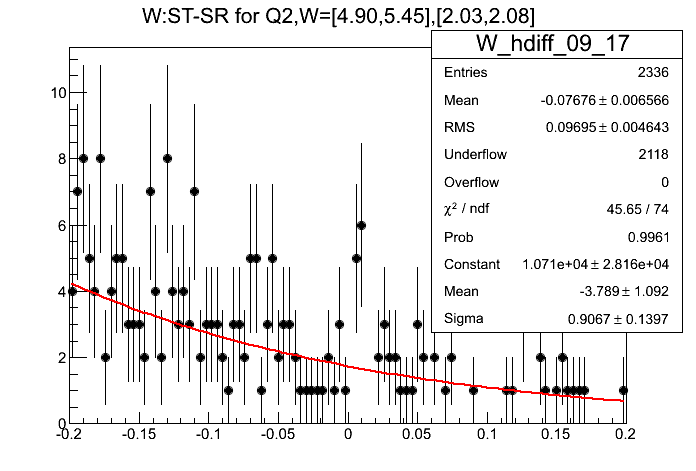 W:ST-SR for Q2,W=[4.90,5.45],[2.03,2.08]
W_hdiff_09_17
Entries 2336
Mean -0.07676 ± 0.006566
RMS 0.09695 ± 0.004643
Underflow 2118
Overflow 0
χ² / ndf 45.65 / 74
Prob 0.9961
Constant 1.071e+04 ± 2.816e+04
Mean -3.789 ± 1.092
Sigma 0.9067 ± 0.1397
10
8
6
4
2
0
-0.2 -0.15 -0.1 -0.05 0 0.05 0.1 0.15 0.2